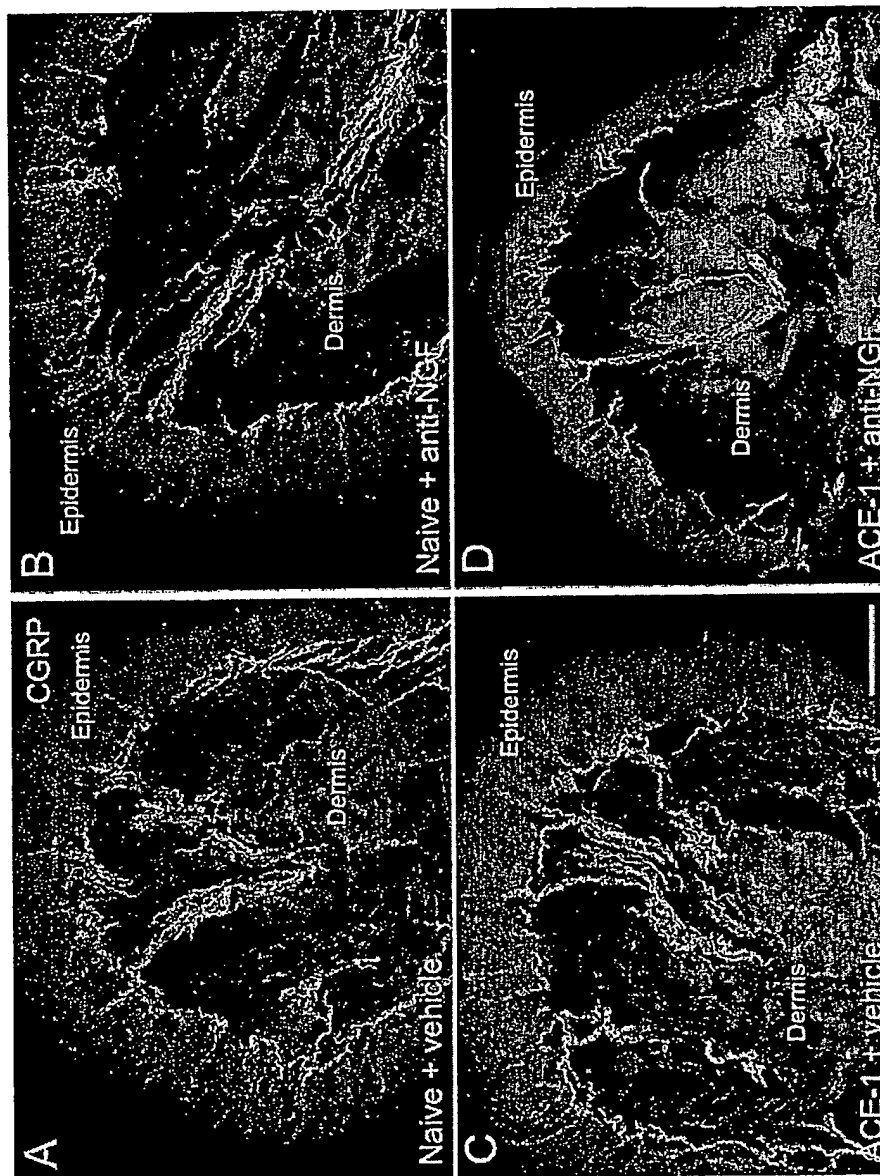 A
CGRP
Epidermis
Dermis
Naive + vehicle
B
Epidermis
Dermis
Naive + anti-NGF
C
Epidermis
Dermis
ACE-1 + vehicle
D
Epidermis
Dermis
ACE-1 + anti-NGF